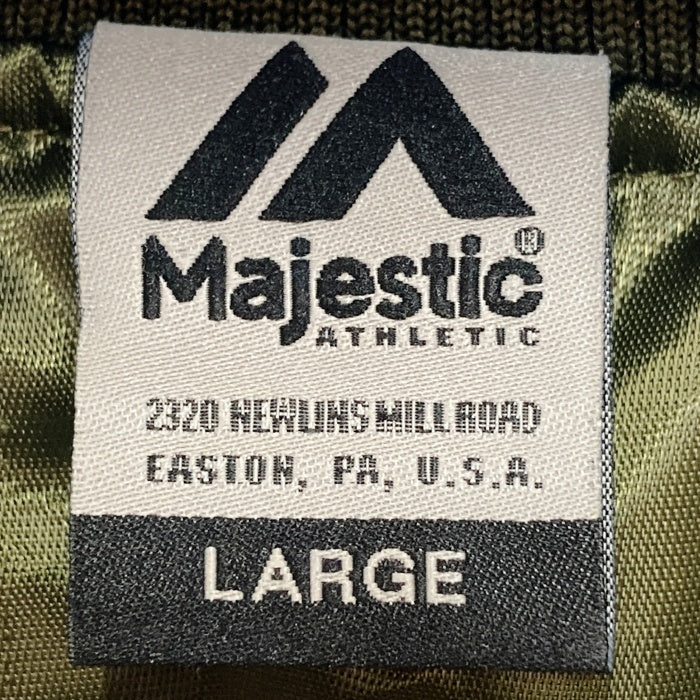 Majestic®
ATHLETIC
2320 NEWLINS MILL ROAD
EASTON, PA, U.S.A.
LARGE